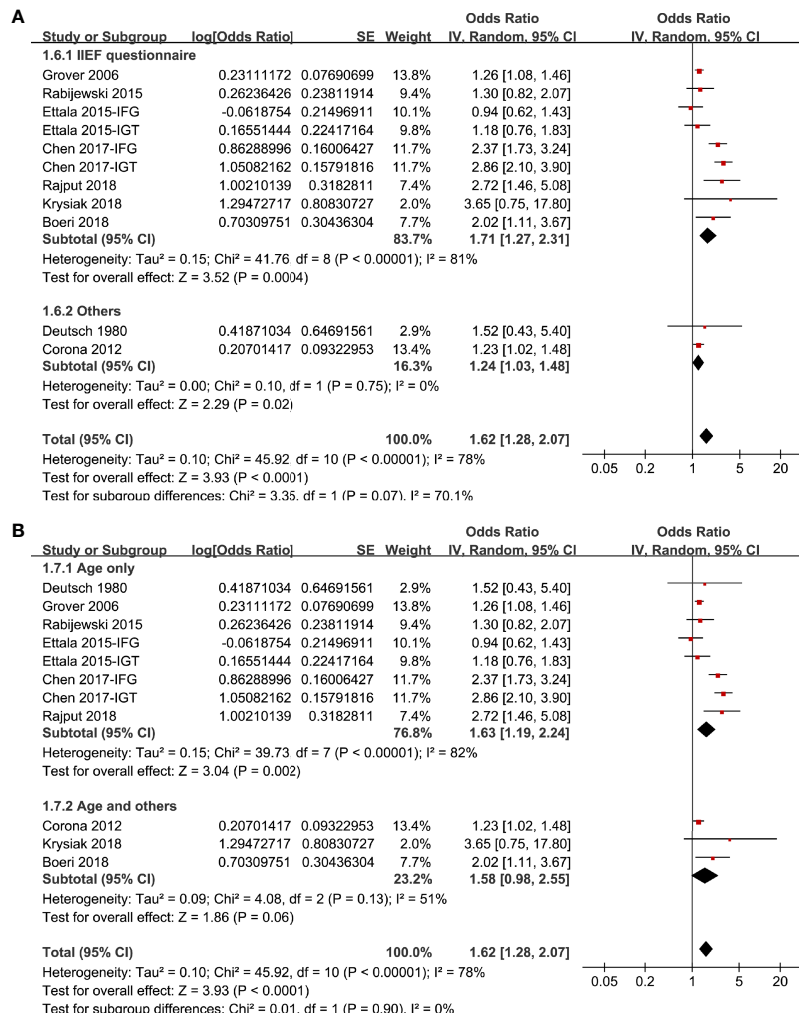 A
Odds Ratio Odds Ratio
Study or Subgroup log[Odds Ratio] SE Weight IV, Random, 95% CI IV, Random, 95% CI
1.6.1 IIEF questionnaire
Grover 2006 0.23111172 0.07690699 13.8% 1.26 [1.08, 1.46]
Rabijewski 2015 0.26236426 0.23811914 9.4% 1.30 [0.82, 2.07]
Ettala 2015-IFG -0.0618754 0.21496911 10.1% 0.94 [0.62, 1.43]
Ettala 2015-IGT 0.16551444 0.22417164 9.8% 1.18 [0.76, 1.83]
Chen 2017-IFG 0.86288996 0.16006427 11.7% 2.37 [1.73, 3.24]
Chen 2017-IGT 1.05082162 0.15791816 11.7% 2.86 [2.10, 3.90]
Rajput 2018 1.00210139 0.3182811 7.4% 2.72 [1.46, 5.08]
Krysiak 2018 1.29472717 0.80830727 2.0% 3.65 [0.75, 17.80]
Boeri 2018 0.70309751 0.30436304 7.7% 2.02 [1.11, 3.67]
Subtotal (95% CI) 83.7% 1.71 [1.27, 2.31]
Heterogeneity: Tau² = 0.15; Chi² = 41.76 df = 8 (P < 0.00001); I² = 81%
Test for overall effect: Z = 3.52 (P = 0.0004)
1.6.2 Others
Deutsch 1980 0.41871034 0.64691561 2.9% 1.52 [0.43, 5.40]
Corona 2012 0.20701417 0.09322953 13.4% 1.23 [1.02, 1.48]
Subtotal (95% CI) 16.3% 1.24 [1.03, 1.48]
Heterogeneity: Tau² = 0.00; Chi² = 0.10, df = 1 (P = 0.75); I² = 0%
Test for overall effect: Z = 2.29 (P = 0.02)
Total (95% CI) 100.0% 1.62 [1.28, 2.07]
Heterogeneity: Tau² = 0.10; Chi² = 45.92 df = 10 (P < 0.00001); I² = 78%
0.05 0.2 1 5 20
Test for overall effect: Z = 3.93 (P < 0.0001)
Test for subgroup differences: Chi² = 3.35, df = 1 (P = 0.07), I² = 70.1%
B
Odds Ratio Odds Ratio
Study or Subgroup log[Odds Ratio] SE Weight IV, Random, 95% CI IV, Random, 95% CI
1.7.1 Age only
Deutsch 1980 0.41871034 0.64691561 2.9% 1.52 [0.43, 5.40]
Grover 2006 0.23111172 0.07690699 13.8% 1.26 [1.08, 1.46]
Rabijewski 2015 0.26236426 0.23811914 9.4% 1.30 [0.82, 2.07]
Ettala 2015-IFG -0.0618754 0.21496911 10.1% 0.94 [0.62, 1.43]
Ettala 2015-IGT 0.16551444 0.22417164 9.8% 1.18 [0.76, 1.83]
Chen 2017-IFG 0.86288996 0.16006427 11.7% 2.37 [1.73, 3.24]
Chen 2017-IGT 1.05082162 0.15791816 11.7% 2.86 [2.10, 3.90]
Rajput 2018 1.00210139 0.3182811 7.4% 2.72 [1.46, 5.08]
Subtotal (95% CI) 76.8% 1.63 [1.19, 2.24]
Heterogeneity: Tau² = 0.15; Chi² = 39.73 df = 7 (P < 0.00001); I² = 82%
Test for overall effect: Z = 3.04 (P = 0.002)
1.7.2 Age and others
Corona 2012 0.20701417 0.09322953 13.4% 1.23 [1.02, 1.48]
Krysiak 2018 1.29472717 0.80830727 2.0% 3.65 [0.75, 17.80]
Boeri 2018 0.70309751 0.30436304 7.7% 2.02 [1.11, 3.67]
Subtotal (95% CI) 23.2% 1.58 [0.98, 2.55]
Heterogeneity: Tau² = 0.09; Chi² = 4.08, df = 2 (P = 0.13); I² = 51%
Test for overall effect: Z = 1.86 (P = 0.06)
Total (95% CI) 100.0% 1.62 [1.28, 2.07]
Heterogeneity: Tau² = 0.10; Chi² = 45.92, df = 10 (P < 0.00001); I² = 78%
0.05 0.2 1 5 20
Test for overall effect: Z = 3.93 (P < 0.0001)
Test for subgroup differences: Chi² = 0.01, df = 1 (P = 0.90), I² = 0%